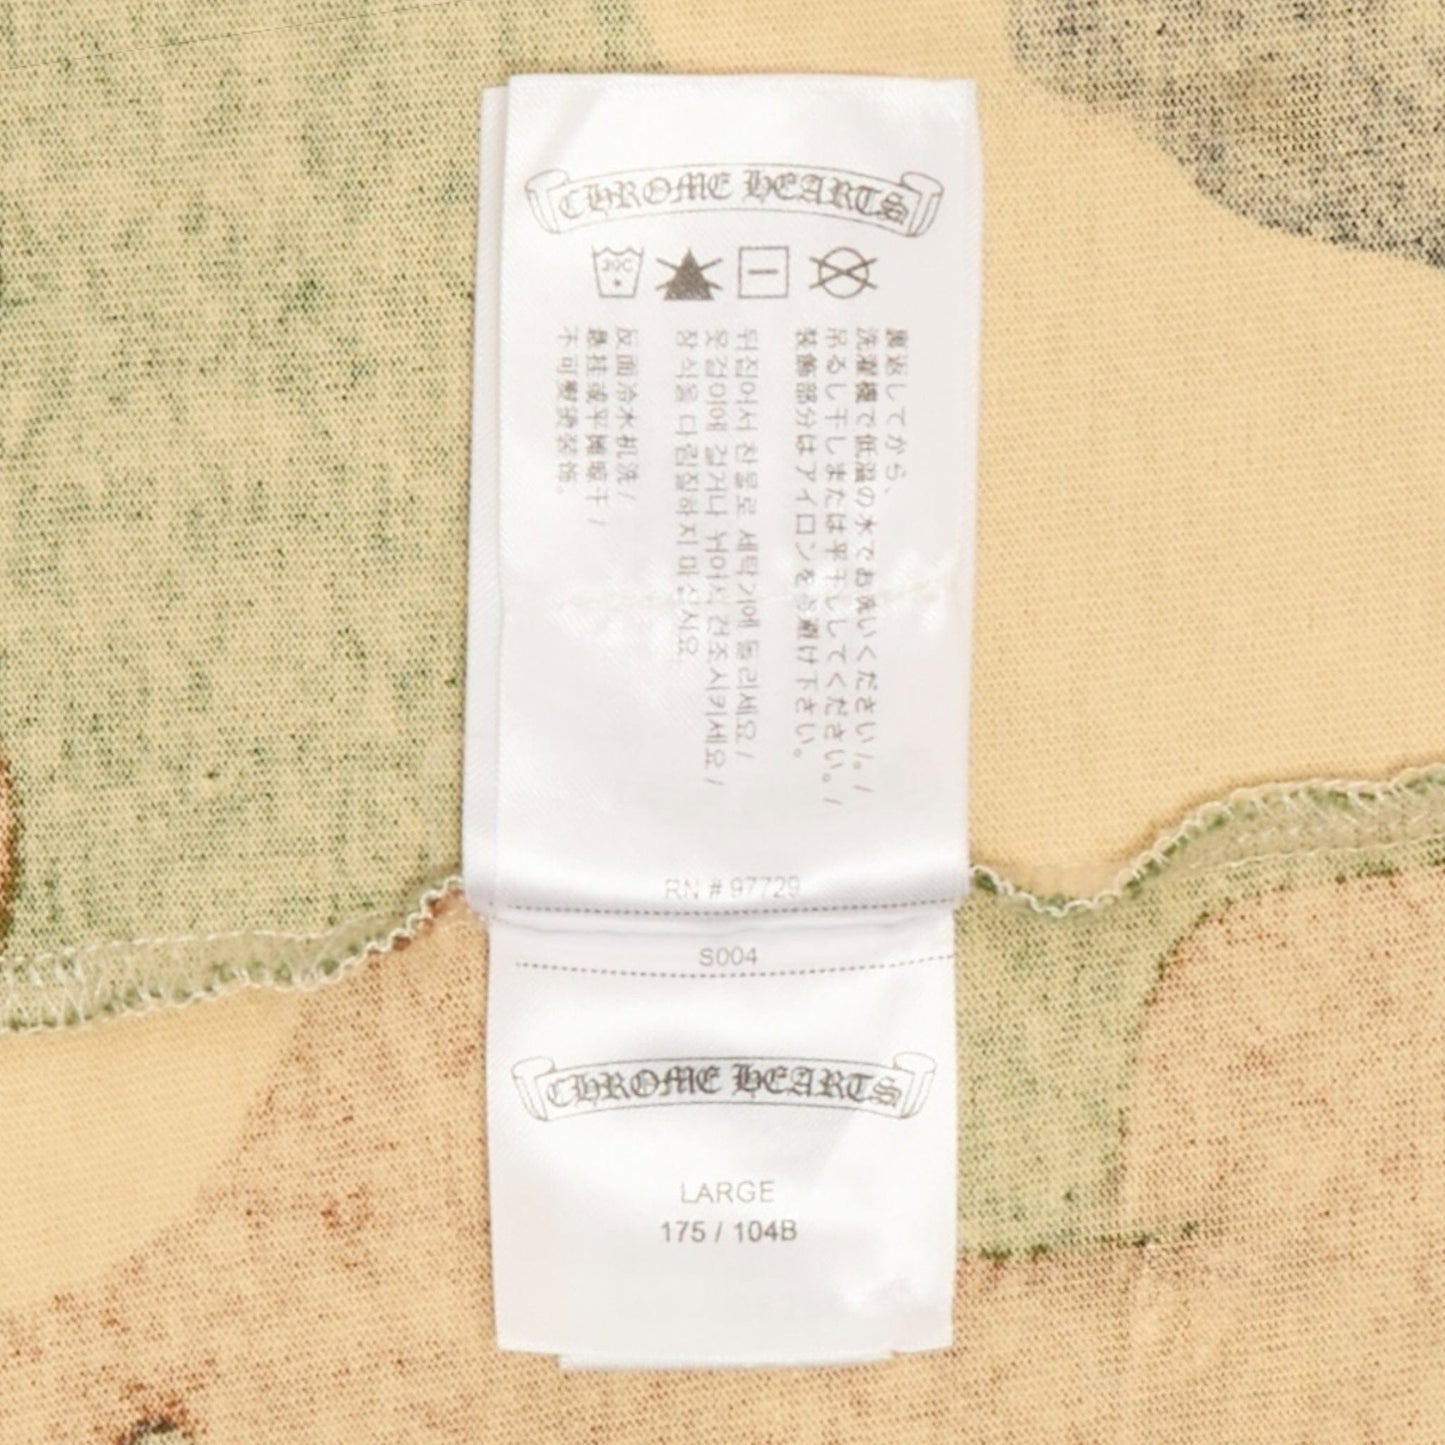 CHROME HEARTS
30C
裏返してから、
洗濯機で低温の水でお洗いください/。/
吊るし干しまたは平干ししてください。/
装飾部分はアイロンをお避け下さい。
뒤집어서 찬물로 세탁기에 돌리세요/
옷걸이에 걸거나 뉘어서 건조시키세요/
장식을 다림질하지 마십시요
反面冷水机洗/
悬挂或平摊晾干/
不可熨烫装饰。
RN # 97729
S004
CHROME HEARTS
LARGE
175 / 104B